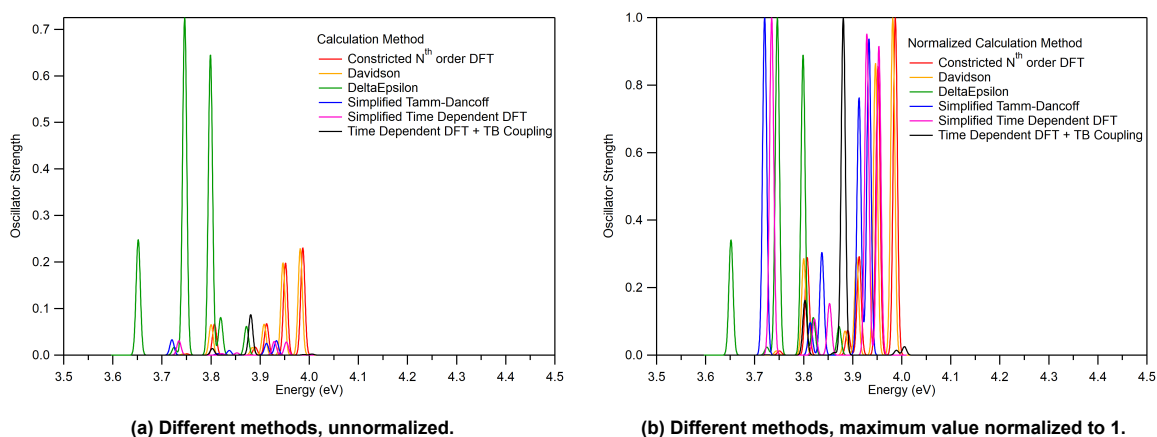 0.7
0.6
0.5
0.4
0.3
0.2
0.1
0.0
Oscillator Strength
3.5 3.6 3.7 3.8 3.9 4.0 4.1 4.2 4.3 4.4 4.5
Energy (eV)
Calculation Method
Constricted Nth order DFT
Davidson
DeltaEpsilon
Simplified Tamm-Dancoff
Simplified Time Dependent DFT
Time Dependent DFT + TB Coupling
(a) Different methods, unnormalized.
1.0
0.8
0.6
0.4
0.2
0.0
Oscillator Strength
3.5 3.6 3.7 3.8 3.9 4.0 4.1 4.2 4.3 4.4 4.5
Energy (eV)
Normalized Calculation Method
Constricted Nth order DFT
Davidson
DeltaEpsilon
Simplified Tamm-Dancoff
Simplified Time Dependent DFT
Time Dependent DFT + TB Coupling
(b) Different methods, maximum value normalized to 1.